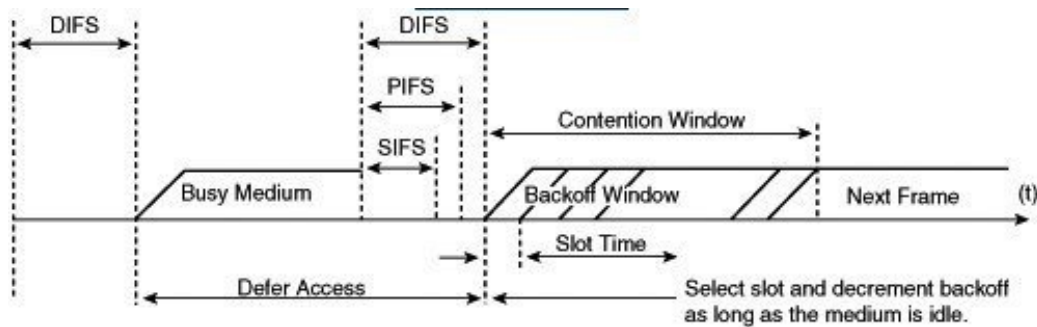 DIFS
DIFS
PIFS
Contention Window
SIFS
Busy Medium
Backoff Window
Next Frame
(t)
Slot Time
Defer Access
Select slot and decrement backoff
as long as the medium is idle.